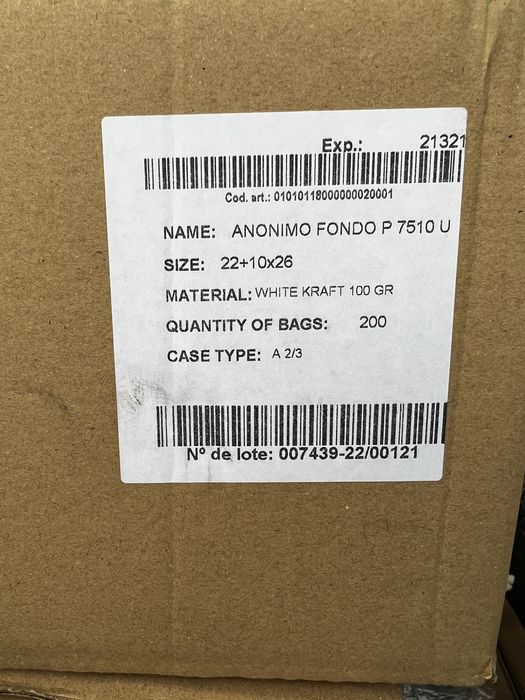 Exp.: 21321
Cod. art.: 01010118000000020001
NAME: ANONIMO FONDO P 7510 U
SIZE: 22+10x26
MATERIAL: WHITE KRAFT 100 GR
QUANTITY OF BAGS: 200
CASE TYPE: A 2/3
Nº de lote: 007439-22/00121